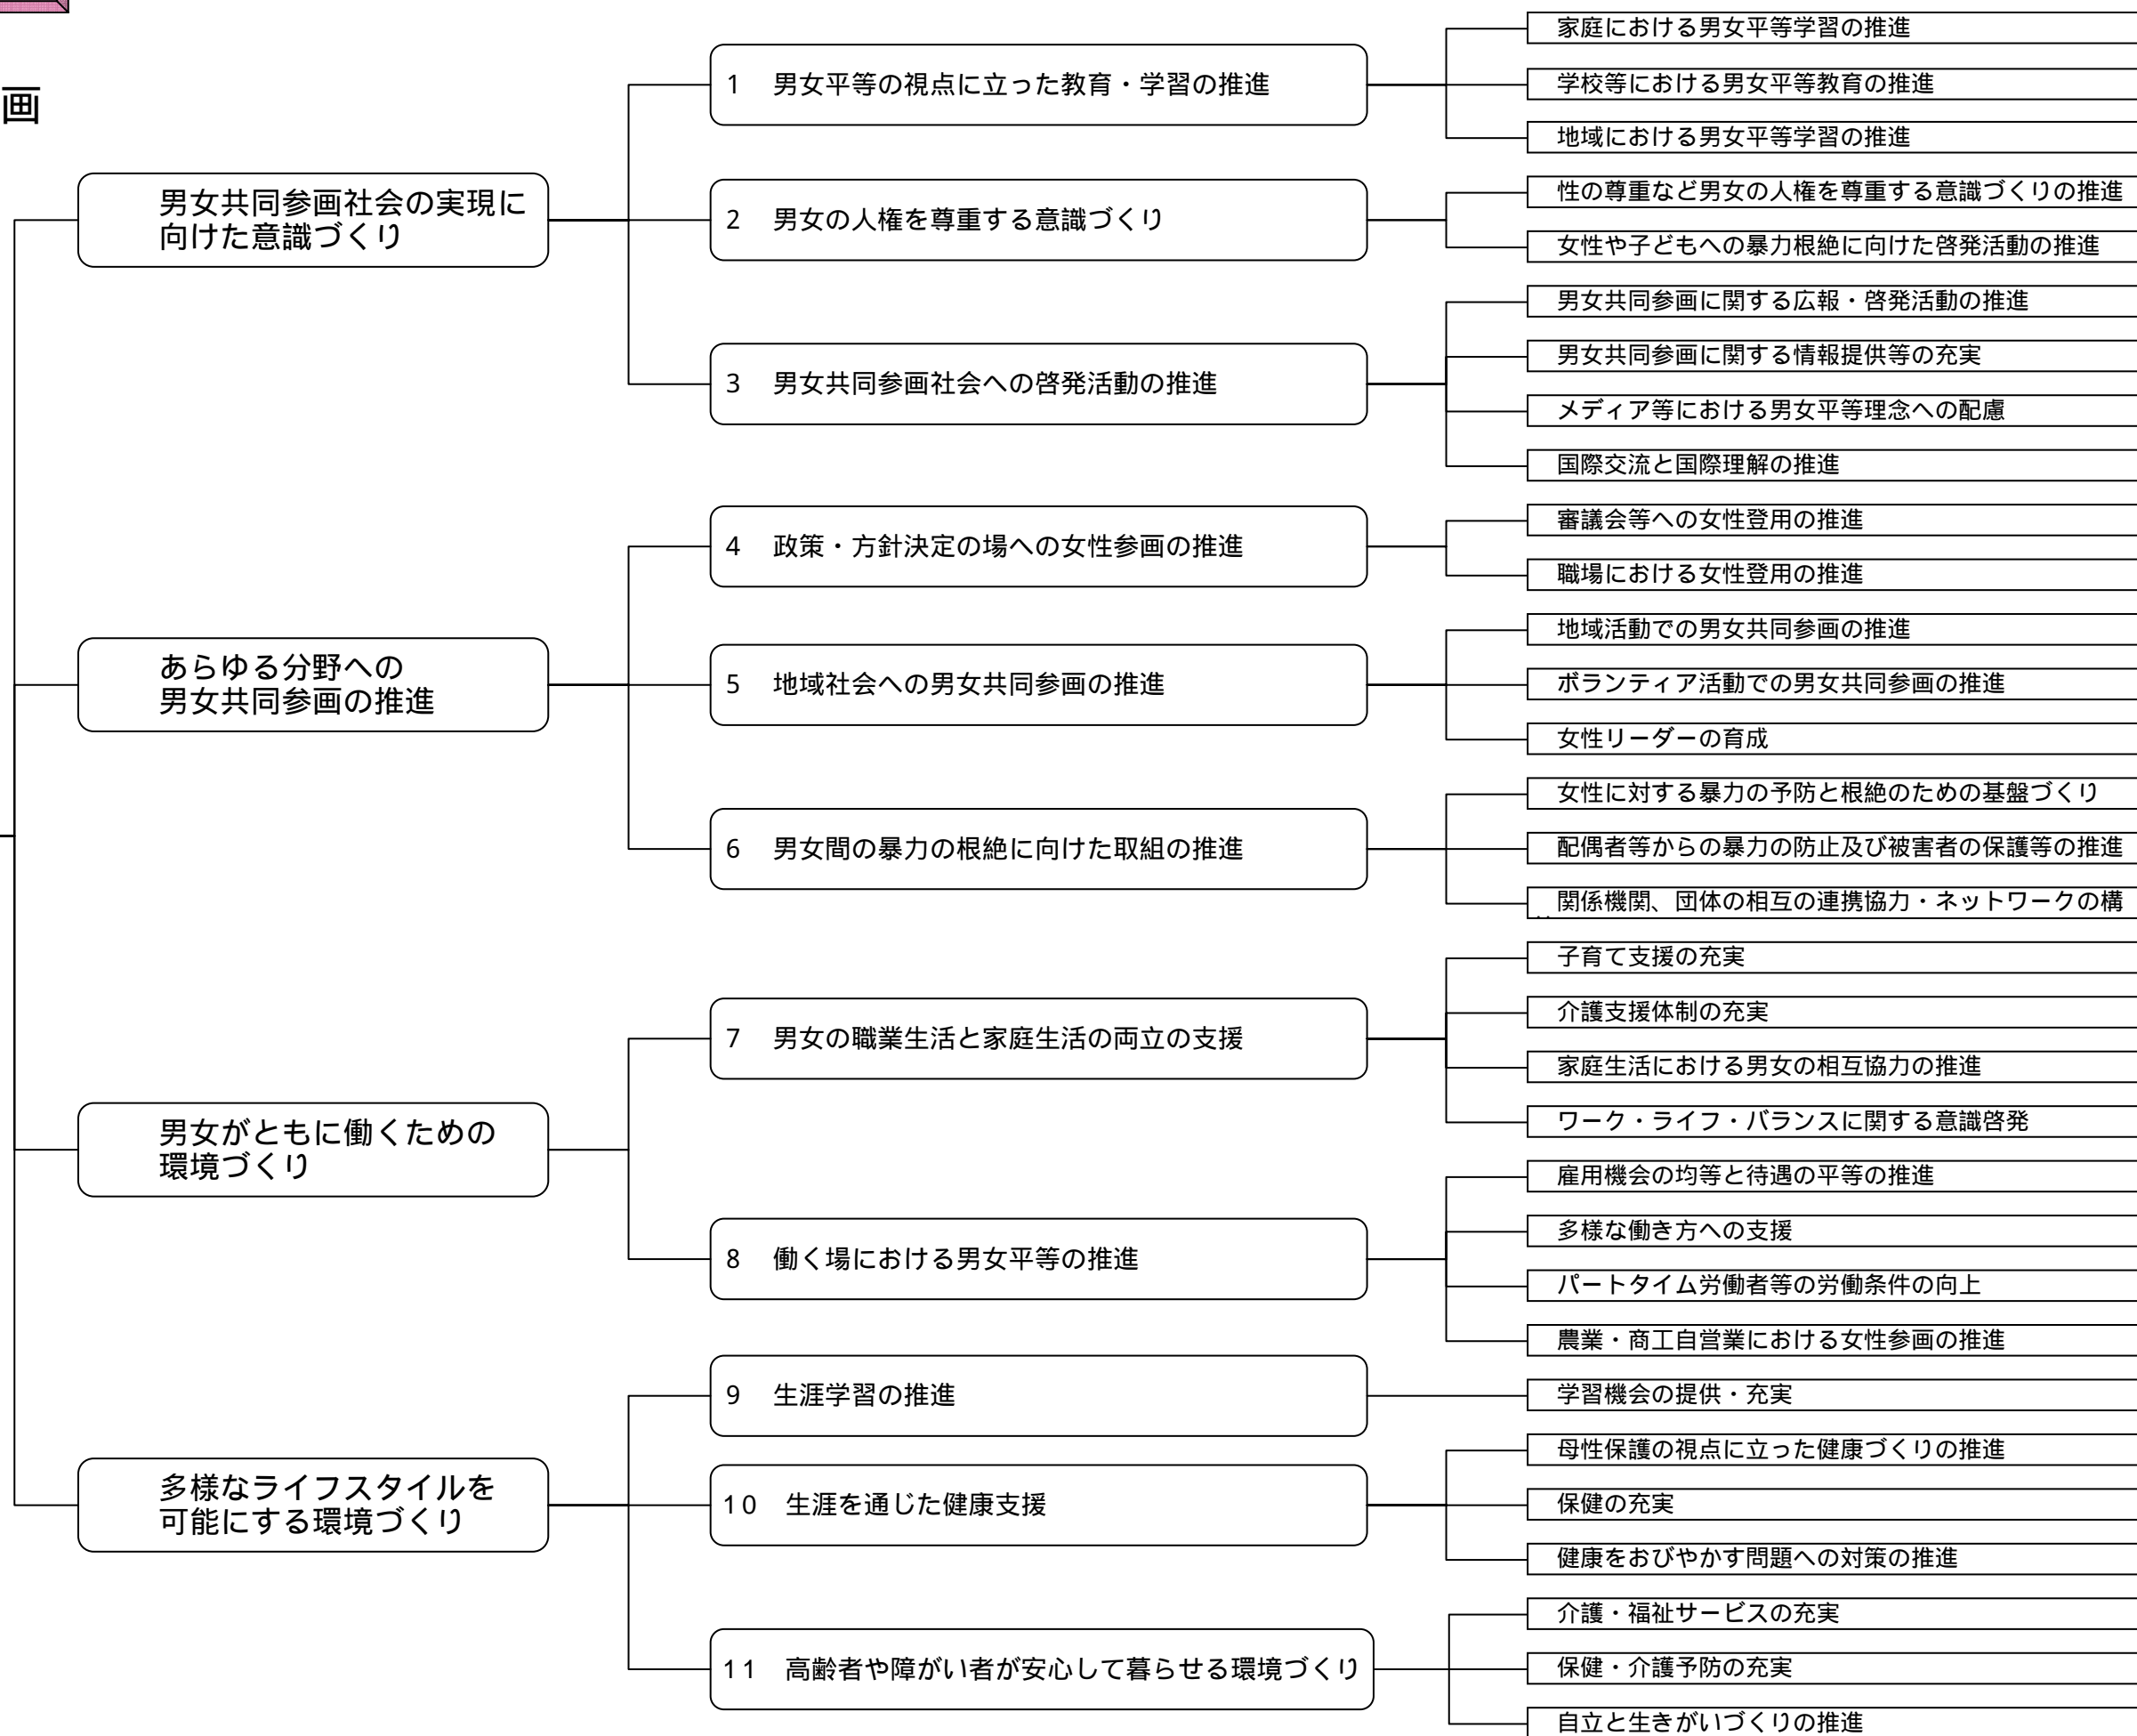 画
男女共同参画社会の実現に
向けた意識づくり
1 男女平等の視点に立った教育・学習の推進
家庭における男女平等学習の推進
学校等における男女平等教育の推進
地域における男女平等学習の推進
2 男女の人権を尊重する意識づくり
性の尊重など男女の人権を尊重する意識づくりの推進
女性や子どもへの暴力根絶に向けた啓発活動の推進
3 男女共同参画社会への啓発活動の推進
男女共同参画に関する広報・啓発活動の推進
男女共同参画に関する情報提供等の充実
メディア等における男女平等理念への配慮
国際交流と国際理解の推進
あらゆる分野への
男女共同参画の推進
4 政策・方針決定の場への女性参画の推進
審議会等への女性登用の推進
職場における女性登用の推進
5 地域社会への男女共同参画の推進
地域活動での男女共同参画の推進
ボランティア活動での男女共同参画の推進
女性リーダーの育成
6 男女間の暴力の根絶に向けた取組の推進
女性に対する暴力の予防と根絶のための基盤づくり
配偶者等からの暴力の防止及び被害者の保護等の推進
関係機関、団体の相互の連携協力・ネットワークの構
男女がともに働くための
環境づくり
7 男女の職業生活と家庭生活の両立の支援
子育て支援の充実
介護支援体制の充実
家庭生活における男女の相互協力の推進
ワーク・ライフ・バランスに関する意識啓発
8 働く場における男女平等の推進
雇用機会の均等と待遇の平等の推進
多様な働き方への支援
パートタイム労働者等の労働条件の向上
農業・商工自営業における女性参画の推進
多様なライフスタイルを
可能にする環境づくり
9 生涯学習の推進
学習機会の提供・充実
10 生涯を通じた健康支援
母性保護の視点に立った健康づくりの推進
保健の充実
健康をおびやかす問題への対策の推進
11 高齢者や障がい者が安心して暮らせる環境づくり
介護・福祉サービスの充実
保健・介護予防の充実
自立と生きがいづくりの推進